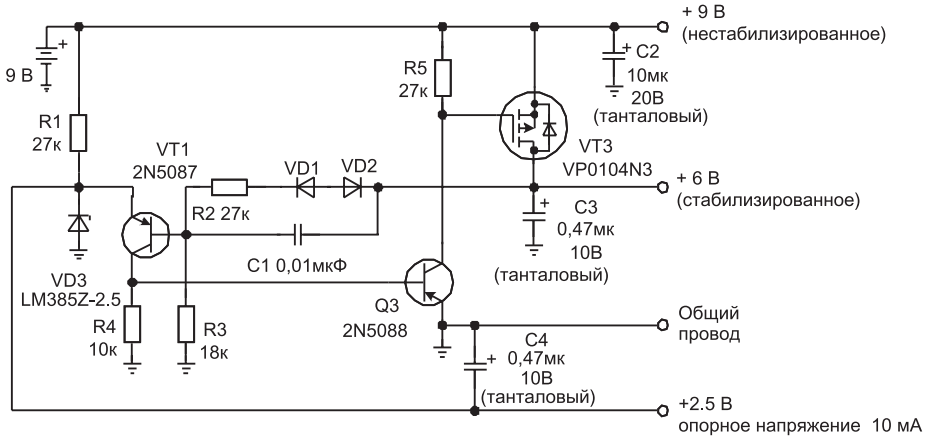 + 9 В
(нестабилизированное)
+
9 В
R5
27к
+ C2
10мк
20В
(танталовый)
R1
27к
VT1
2N5087
VD1 VD2
VT3
VP0104N3
R2 27к
+ 6 В
(стабилизированное)
+ C3
0,47мк
10В
(танталовый)
C1 0,01мкФ
VD3
LM385Z-2.5
Q3
2N5088
R4
10к
R3
18к
Общий
провод
C4
+ 0,47мк
10В
(танталовый)
+2.5 В
опорное напряжение 10 мА